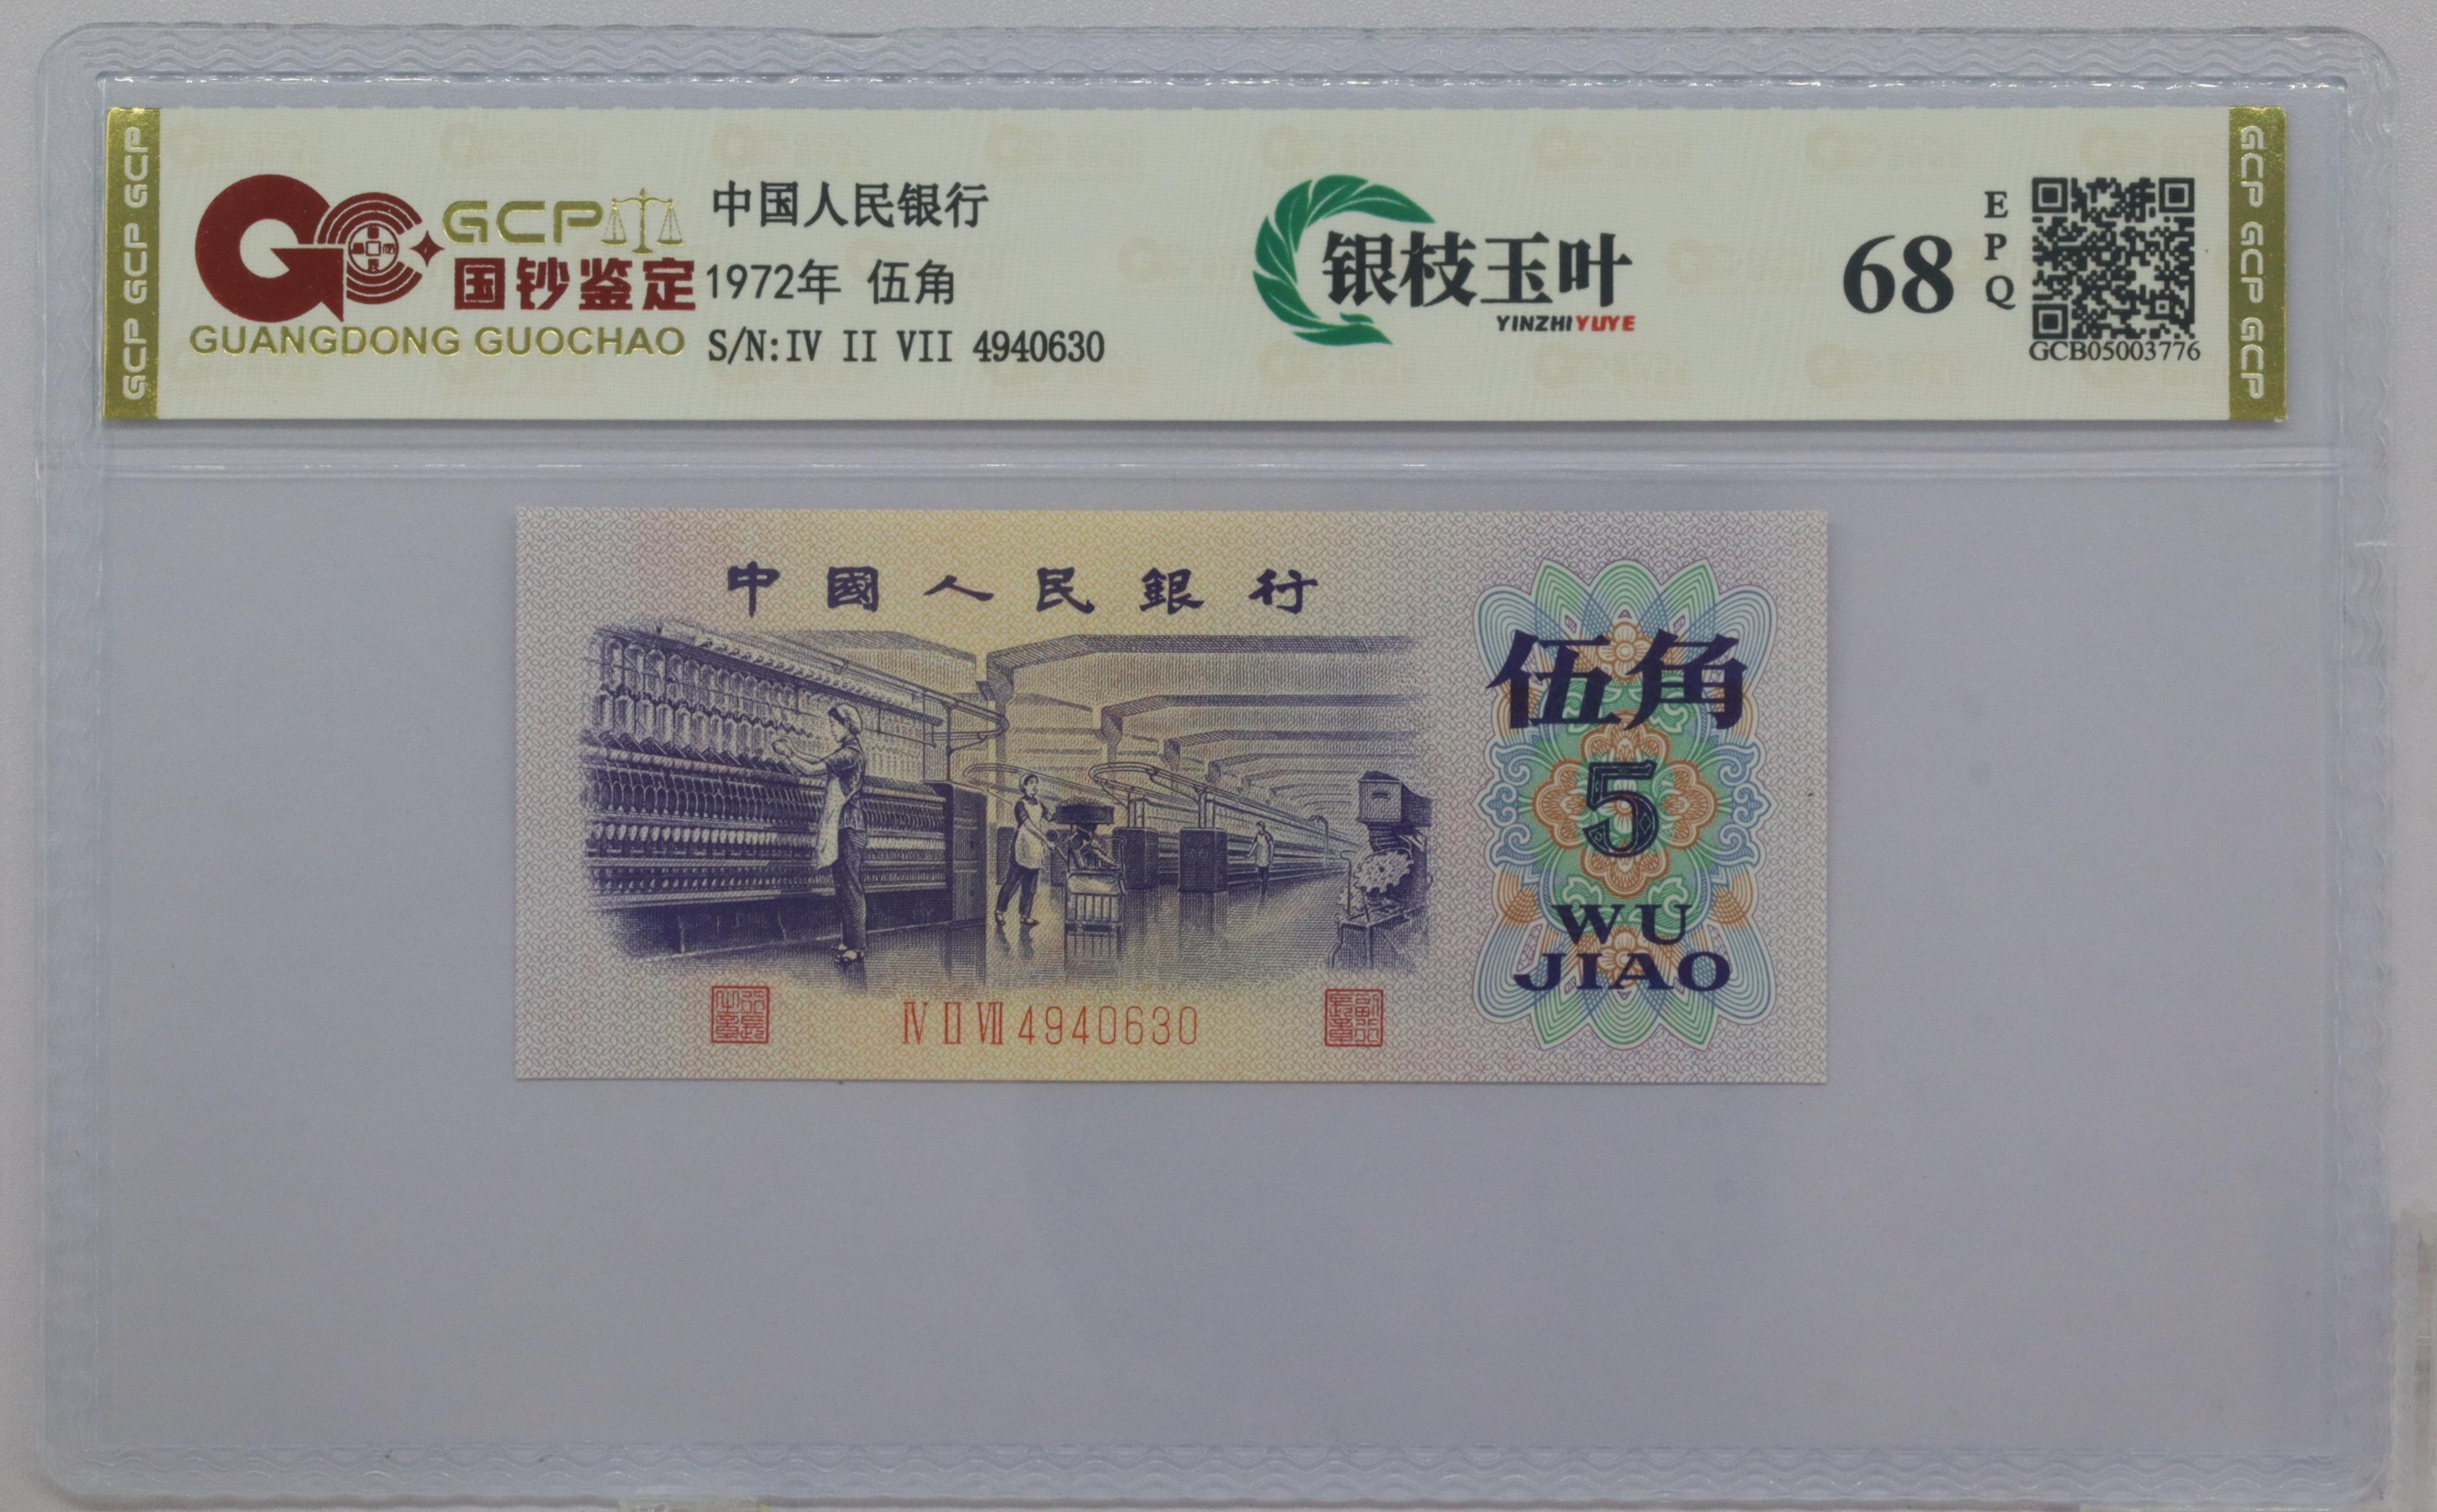 GCP GCP GCP
GCP
国钞鉴定
GUANGDONG GUOCHAO
中国人民银行
1972年 伍角
S/N:IV II VII 4940630
银枝玉叶
YINZHIYUYE
68
EPQ
GCB05003776
GCP GCP GCP
中國人民銀行
伍角
5
WU
JIAO
Ⅳ Ⅱ Ⅶ 4940630